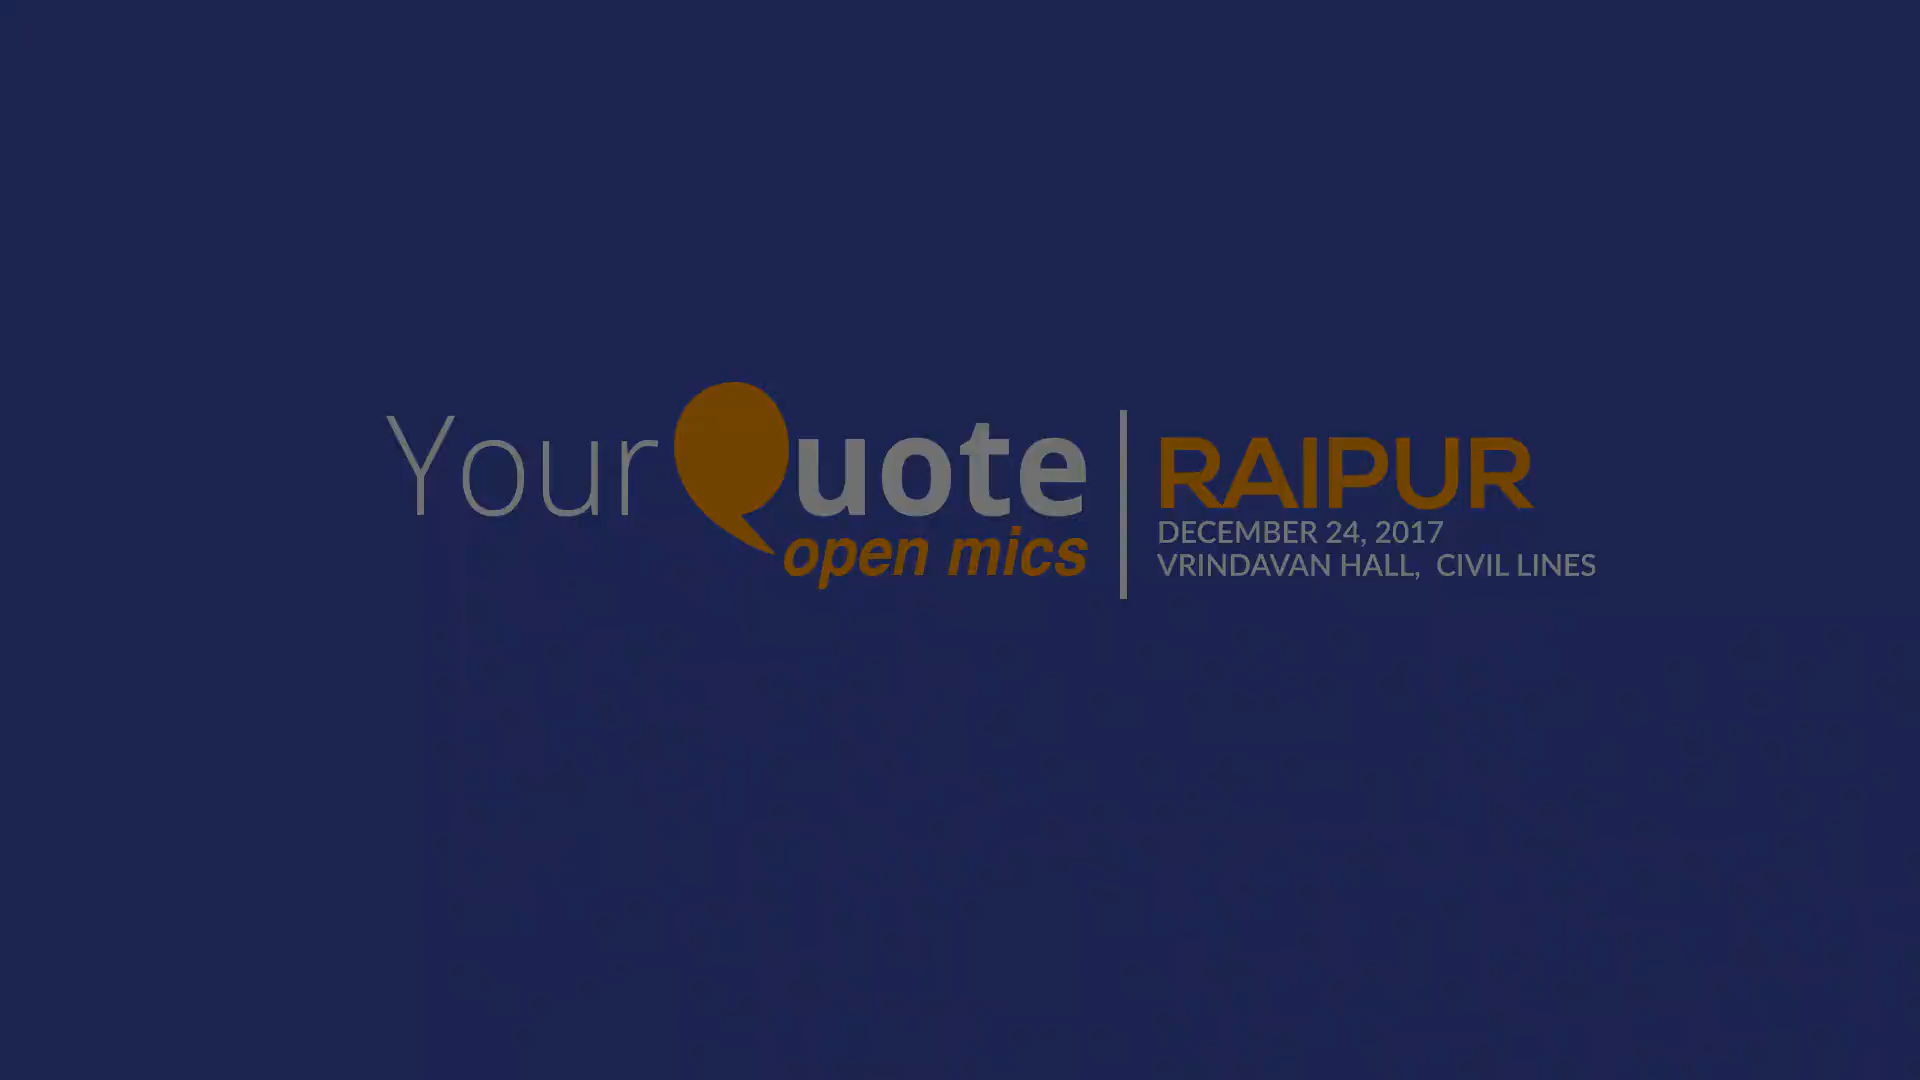 YourQuote
open mics
RAIPUR
DECEMBER 24, 2017
VRINDAVAN HALL, CIVIL LINES